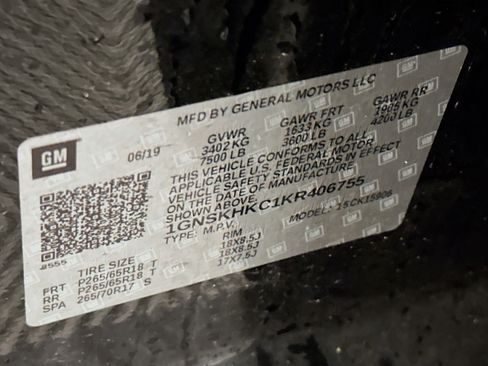 MFD BY GENERAL MOTORS LLC
GM
06/19
GVWR GAWR FRT GAWR RR
3402 KG 1633 KG 1905 KG
7500 LB 3600 LB 4200 LB
THIS VEHICLE CONFORMS TO ALL
APPLICABLE U.S. FEDERAL MOTOR
VEHICLE SAFETY STANDARDS IN EFFECT
ON THE DATE OF MANUFACTURE
1GNSKHKC1KR406755
TYPE: M.P.V. MODEL: 15CK15906
8555
TIRE SIZE RIM
FRT P265/65R18 T 18X8.5J
RR P265/65R18 T 18X8.5J
SPA 265/70R17 S 17X7.5J